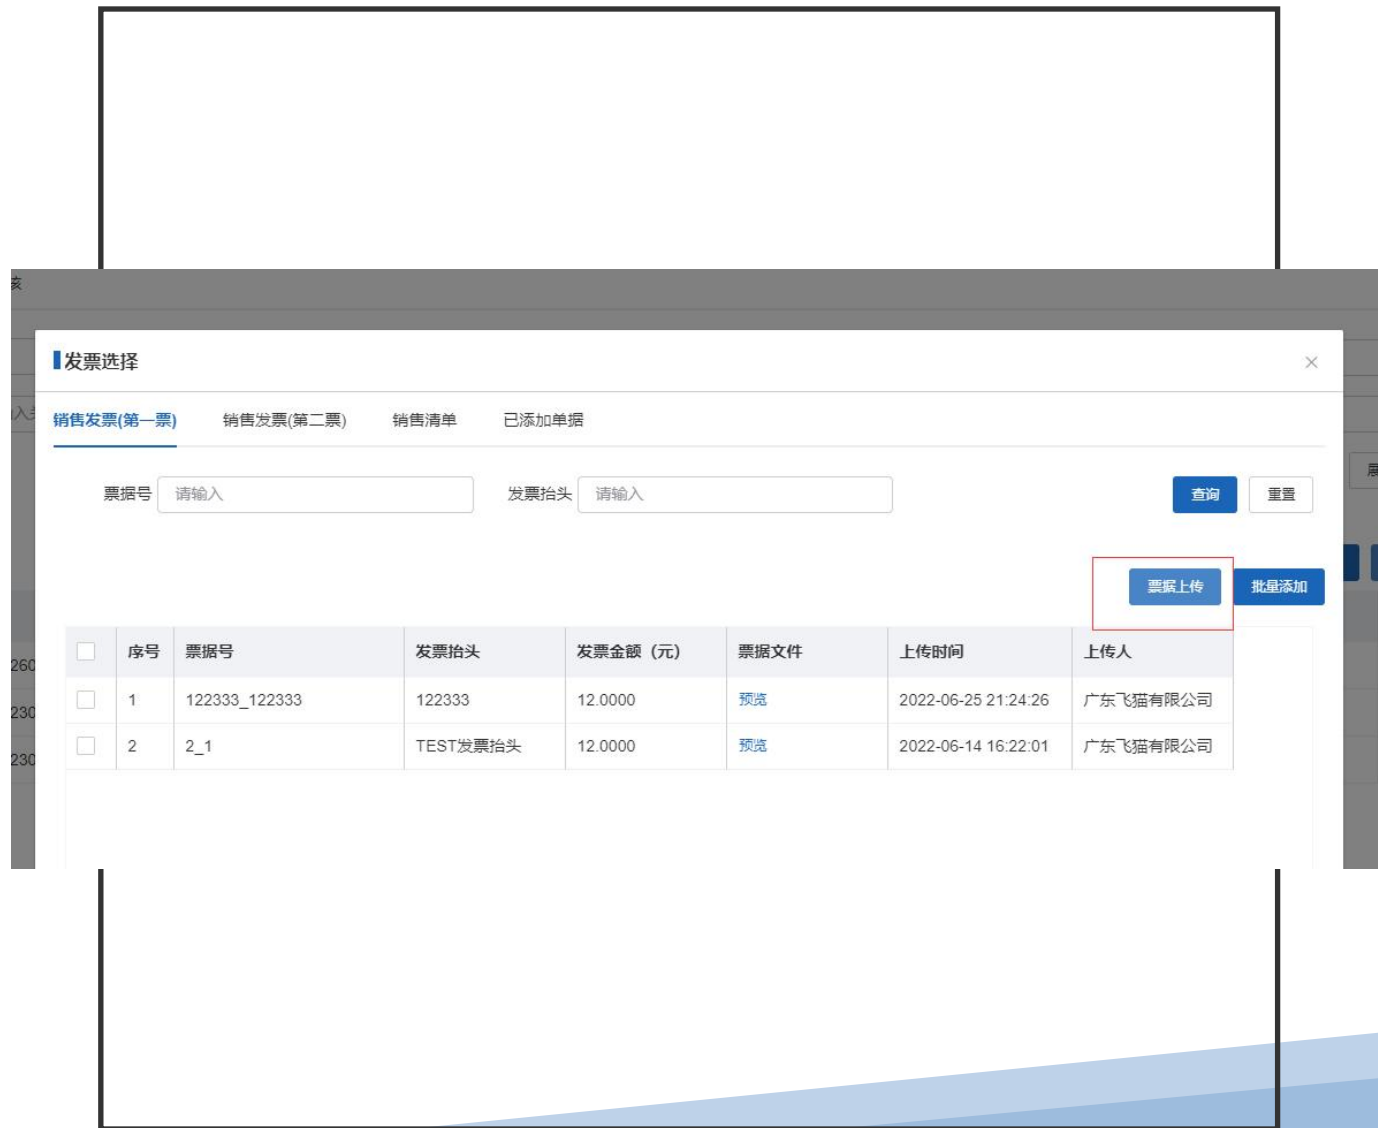 核
发票选择
销售发票(第一票) 销售发票(第二票) 销售清单 已添加单据
票据号 请输入 发票抬头 请输入 查询 重置
票据上传 批量添加
序号 票据号 发票抬头 发票金额（元） 票据文件 上传时间 上传人
260
1 122333_122333 122333 12.0000 预览 2022-06-25 21:24:26 广东飞猫有限公司
230
2 2_1 TEST发票抬头 12.0000 预览 2022-06-14 16:22:01 广东飞猫有限公司
230